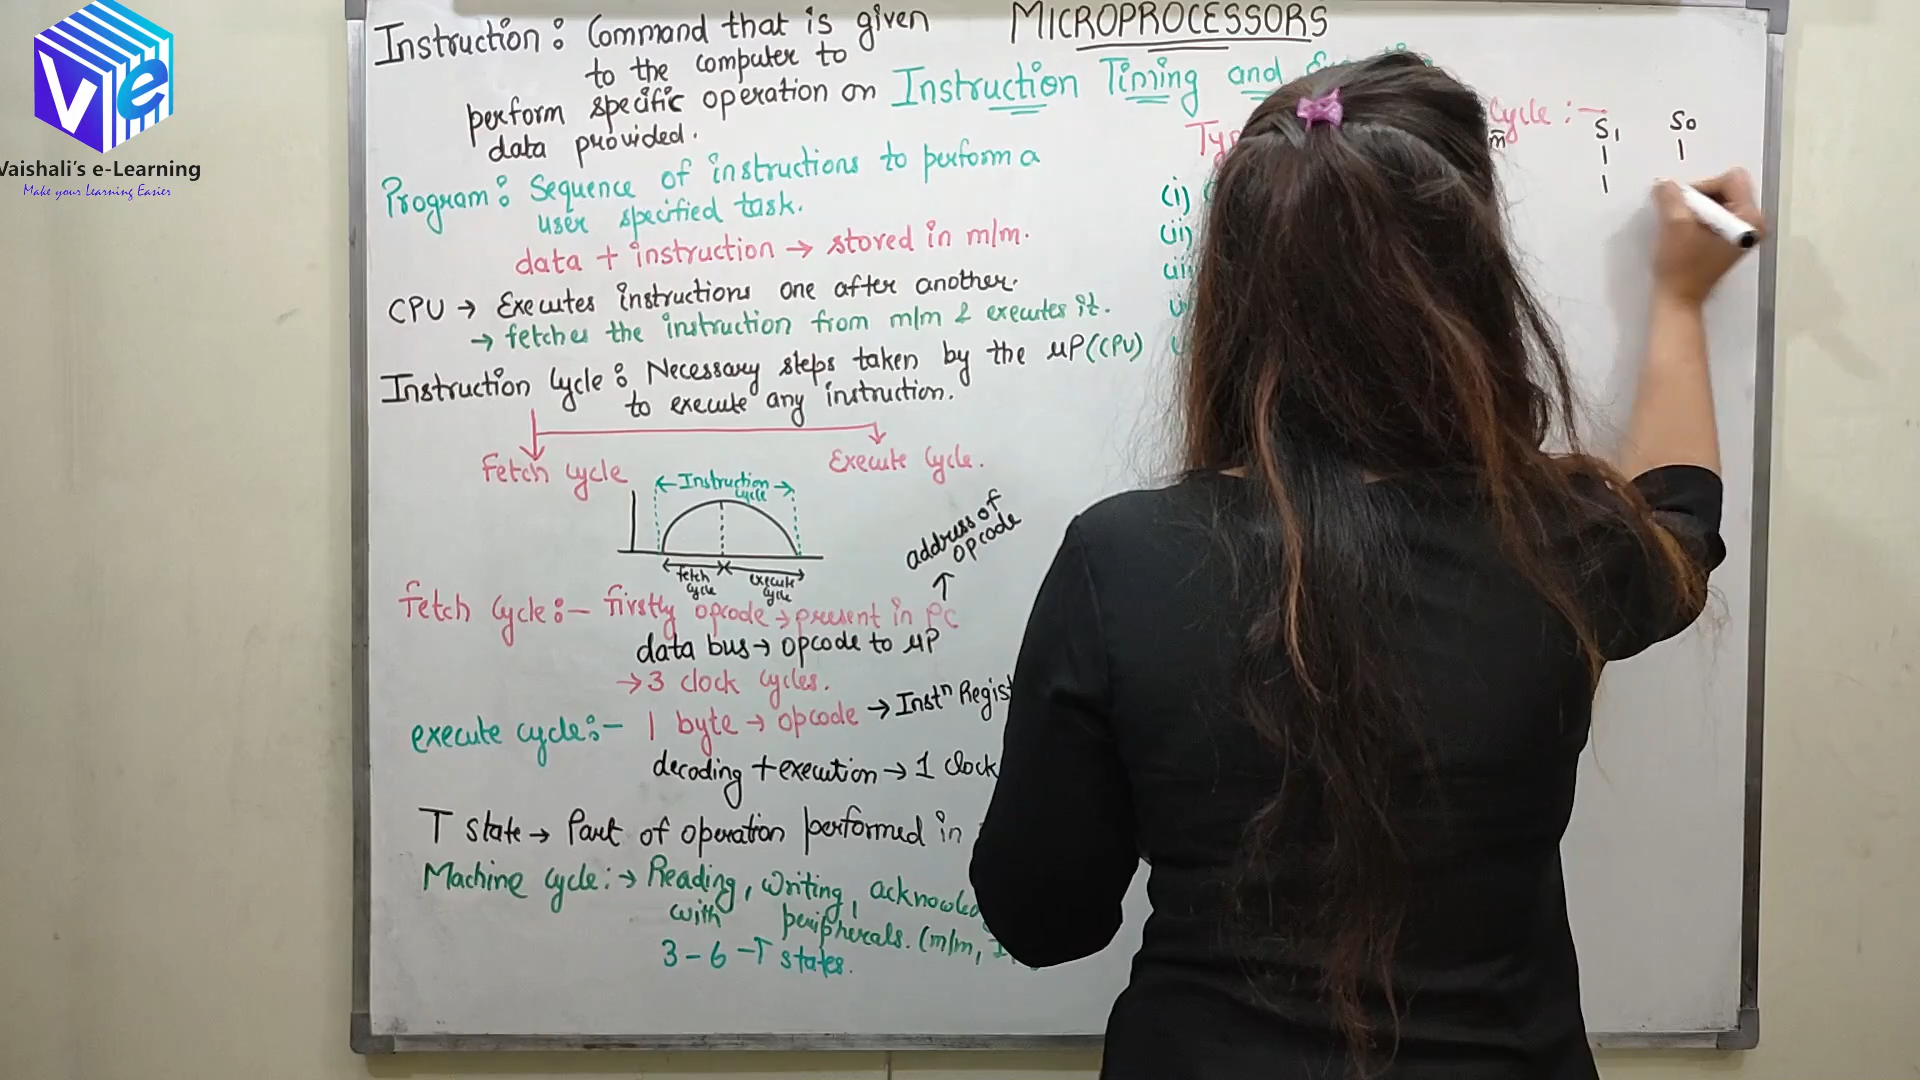 Ve
Vaishali's e-Learning
Make your Learning Easier
MICROPROCESSORS
Instruction: Command that is given
to the computer to
perform specific operation on
data provided.
Instruction Timing and
Program: Sequence of instructions to perform a
user specified task.
data + instruction → stored in m/m.
CPU → Executes instructions one after another.
→ fetches the instruction from m/m & executes it.
Instruction Cycle: Necessary steps taken by the μP(CPU)
to execute any instruction.
Fetch cycle
Execute Cycle.
← Instruction →
cycle
fetch
cycle
execute
cycle
address of
opcode
↑
Fetch Cycle:- firstly opcode → present in PC
data bus → opcode to μP
→ 3 clock cycles.
execute cycle:- 1 byte → opcode → Instⁿ Regist
decoding + execution → 1 clock
T state → Part of operation performed in
Machine Cycle: → Reading, writing, acknowled
with peripherals. (m/m,
3 - 6 - T states.
Cycle :-
S1 S0
1 1
1
(i)
(ii)